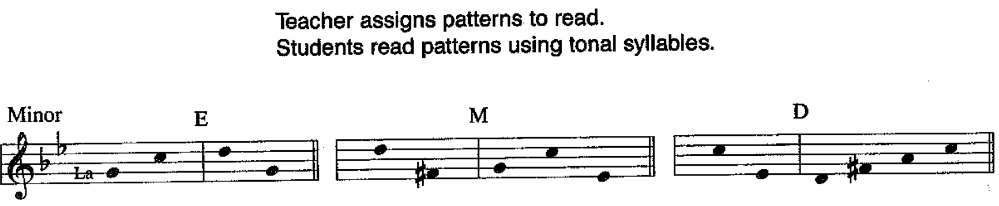 Teacher assigns patterns to read.
Students read patterns using tonal syllables.
Minor E M D
La